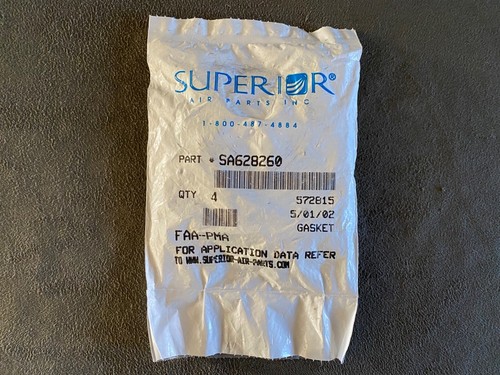 SUPERIOR®
AIR PARTS INC
1-800-487-4884
PART # SA628260
QTY 4 572815
5/01/02
GASKET
FAA-PMA
FOR APPLICATION DATA REFER
TO WWW.SUPERIOR-AIR-PARTS.COM